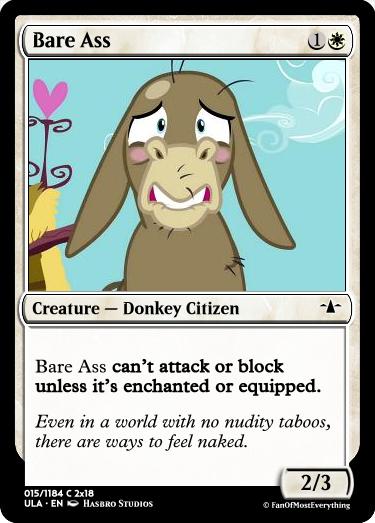 Bare Ass 1
Creature — Donkey Citizen
Bare Ass can't attack or block
unless it's enchanted or equipped.
Even in a world with no nudity taboos,
there are ways to feel naked.
2/3
015/1184 C 2x18
ULA • EN Hasbro Studios
© FanOfMostEverything